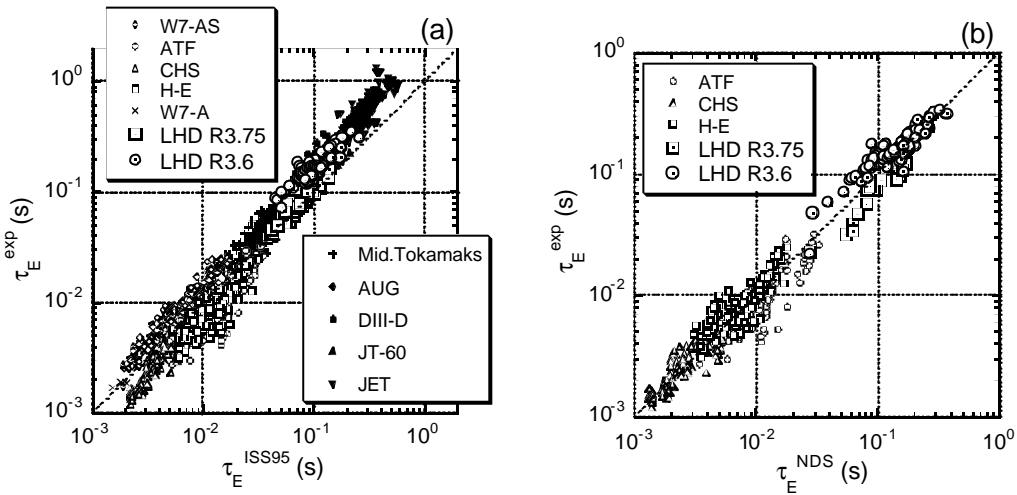 (a)
W7-AS
ATF
CHS
H-E
W7-A
LHD R3.75
LHD R3.6
Mid.Tokamaks
AUG
DIII-D
JT-60
JET
10^0
10^-1
10^-2
10^-3
τ_E^exp (s)
10^-3 10^-2 10^-1 10^0
τ_E^ISS95 (s)
(b)
ATF
CHS
H-E
LHD R3.75
LHD R3.6
10^0
10^-1
10^-2
10^-3
τ_E^exp (s)
10^-3 10^-2 10^-1 10^0
τ_E^NDS (s)